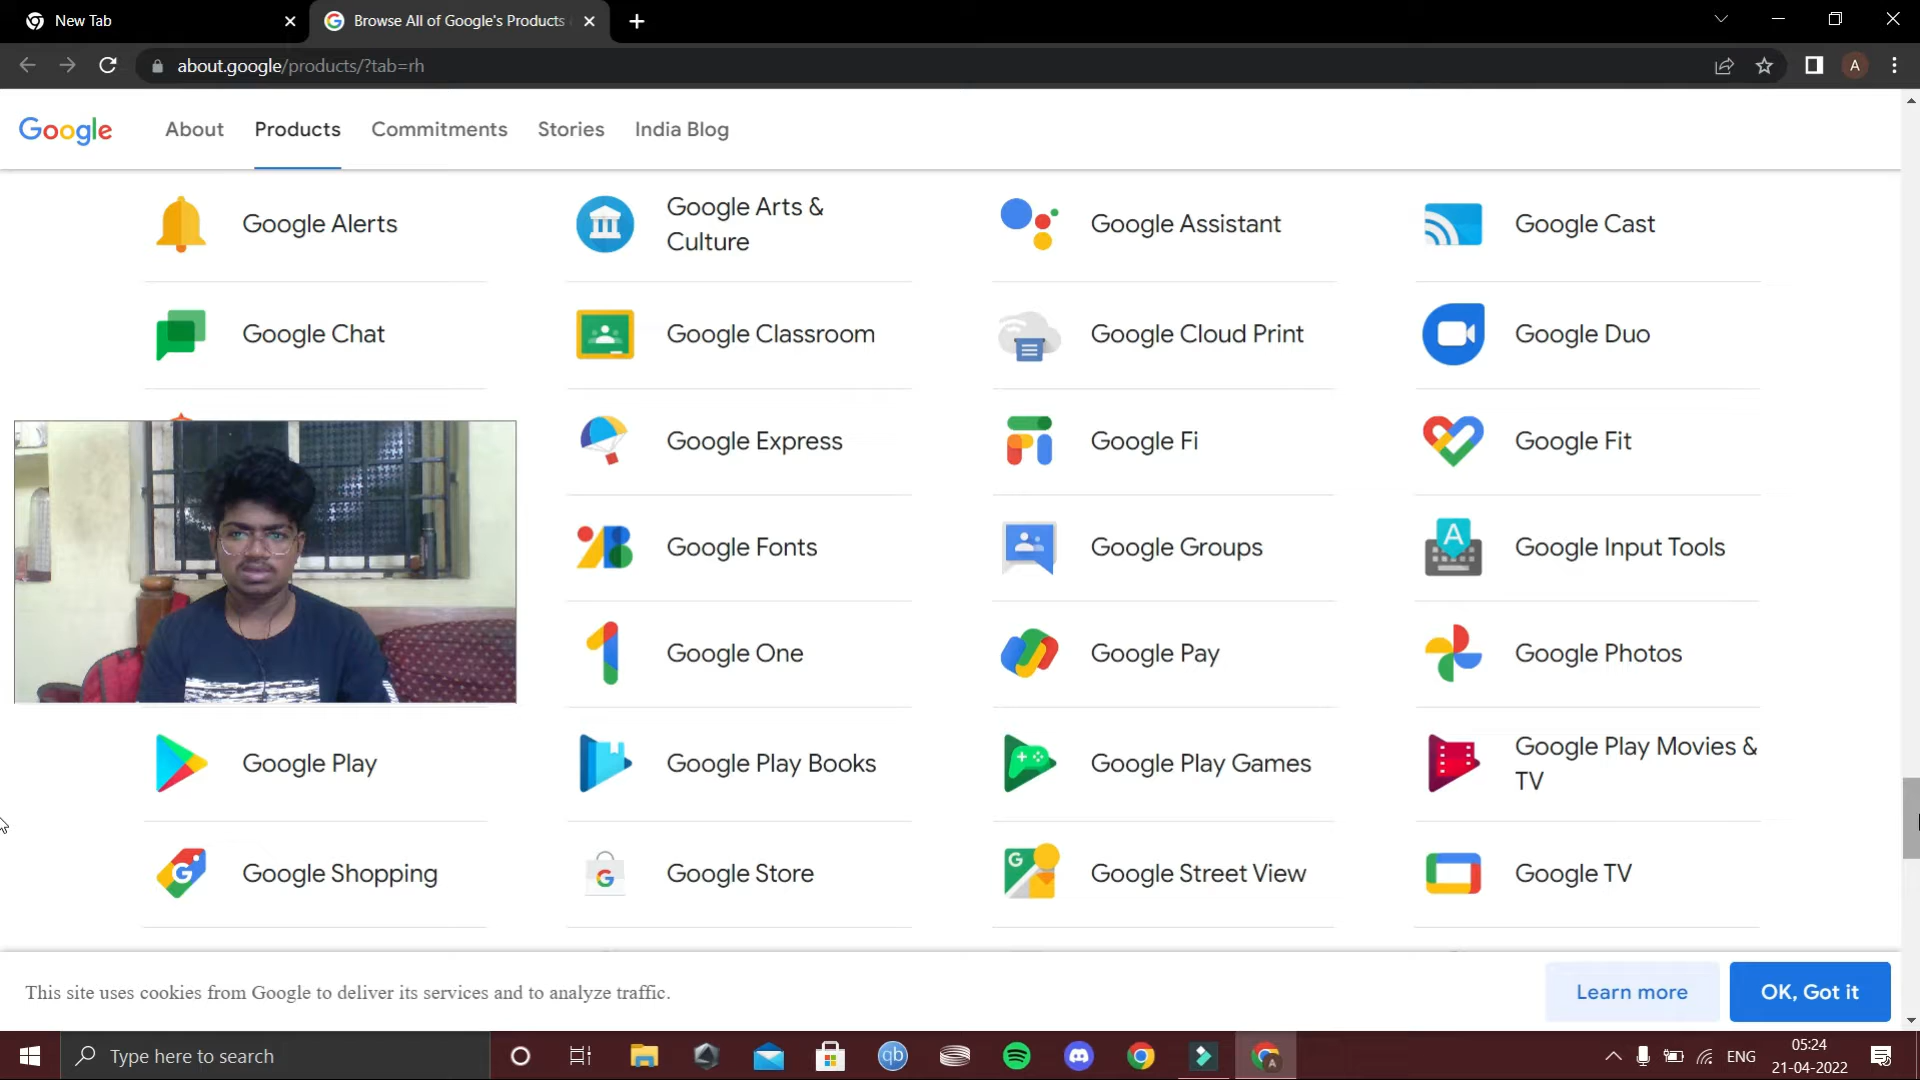 New Tab
Browse All of Google's Products
about.google/products/?tab=rh
A
Google
About
Products
Commitments
Stories
India Blog
Google Alerts
Google Arts &
Culture
Google Assistant
Google Cast
Google Chat
Google Classroom
Google Cloud Print
Google Duo
Google Express
Google Fi
Google Fit
Google Fonts
Google Groups
A
Google Input Tools
Google One
Google Pay
Google Photos
Google Play
Google Play Books
Google Play Games
Google Play Movies &
TV
G
Google Shopping
G
Google Store
G
Google Street View
Google TV
This site uses cookies from Google to deliver its services and to analyze traffic.
Learn more
OK, Got it
Type here to search
qb
A
ENG
05:24
21-04-2022